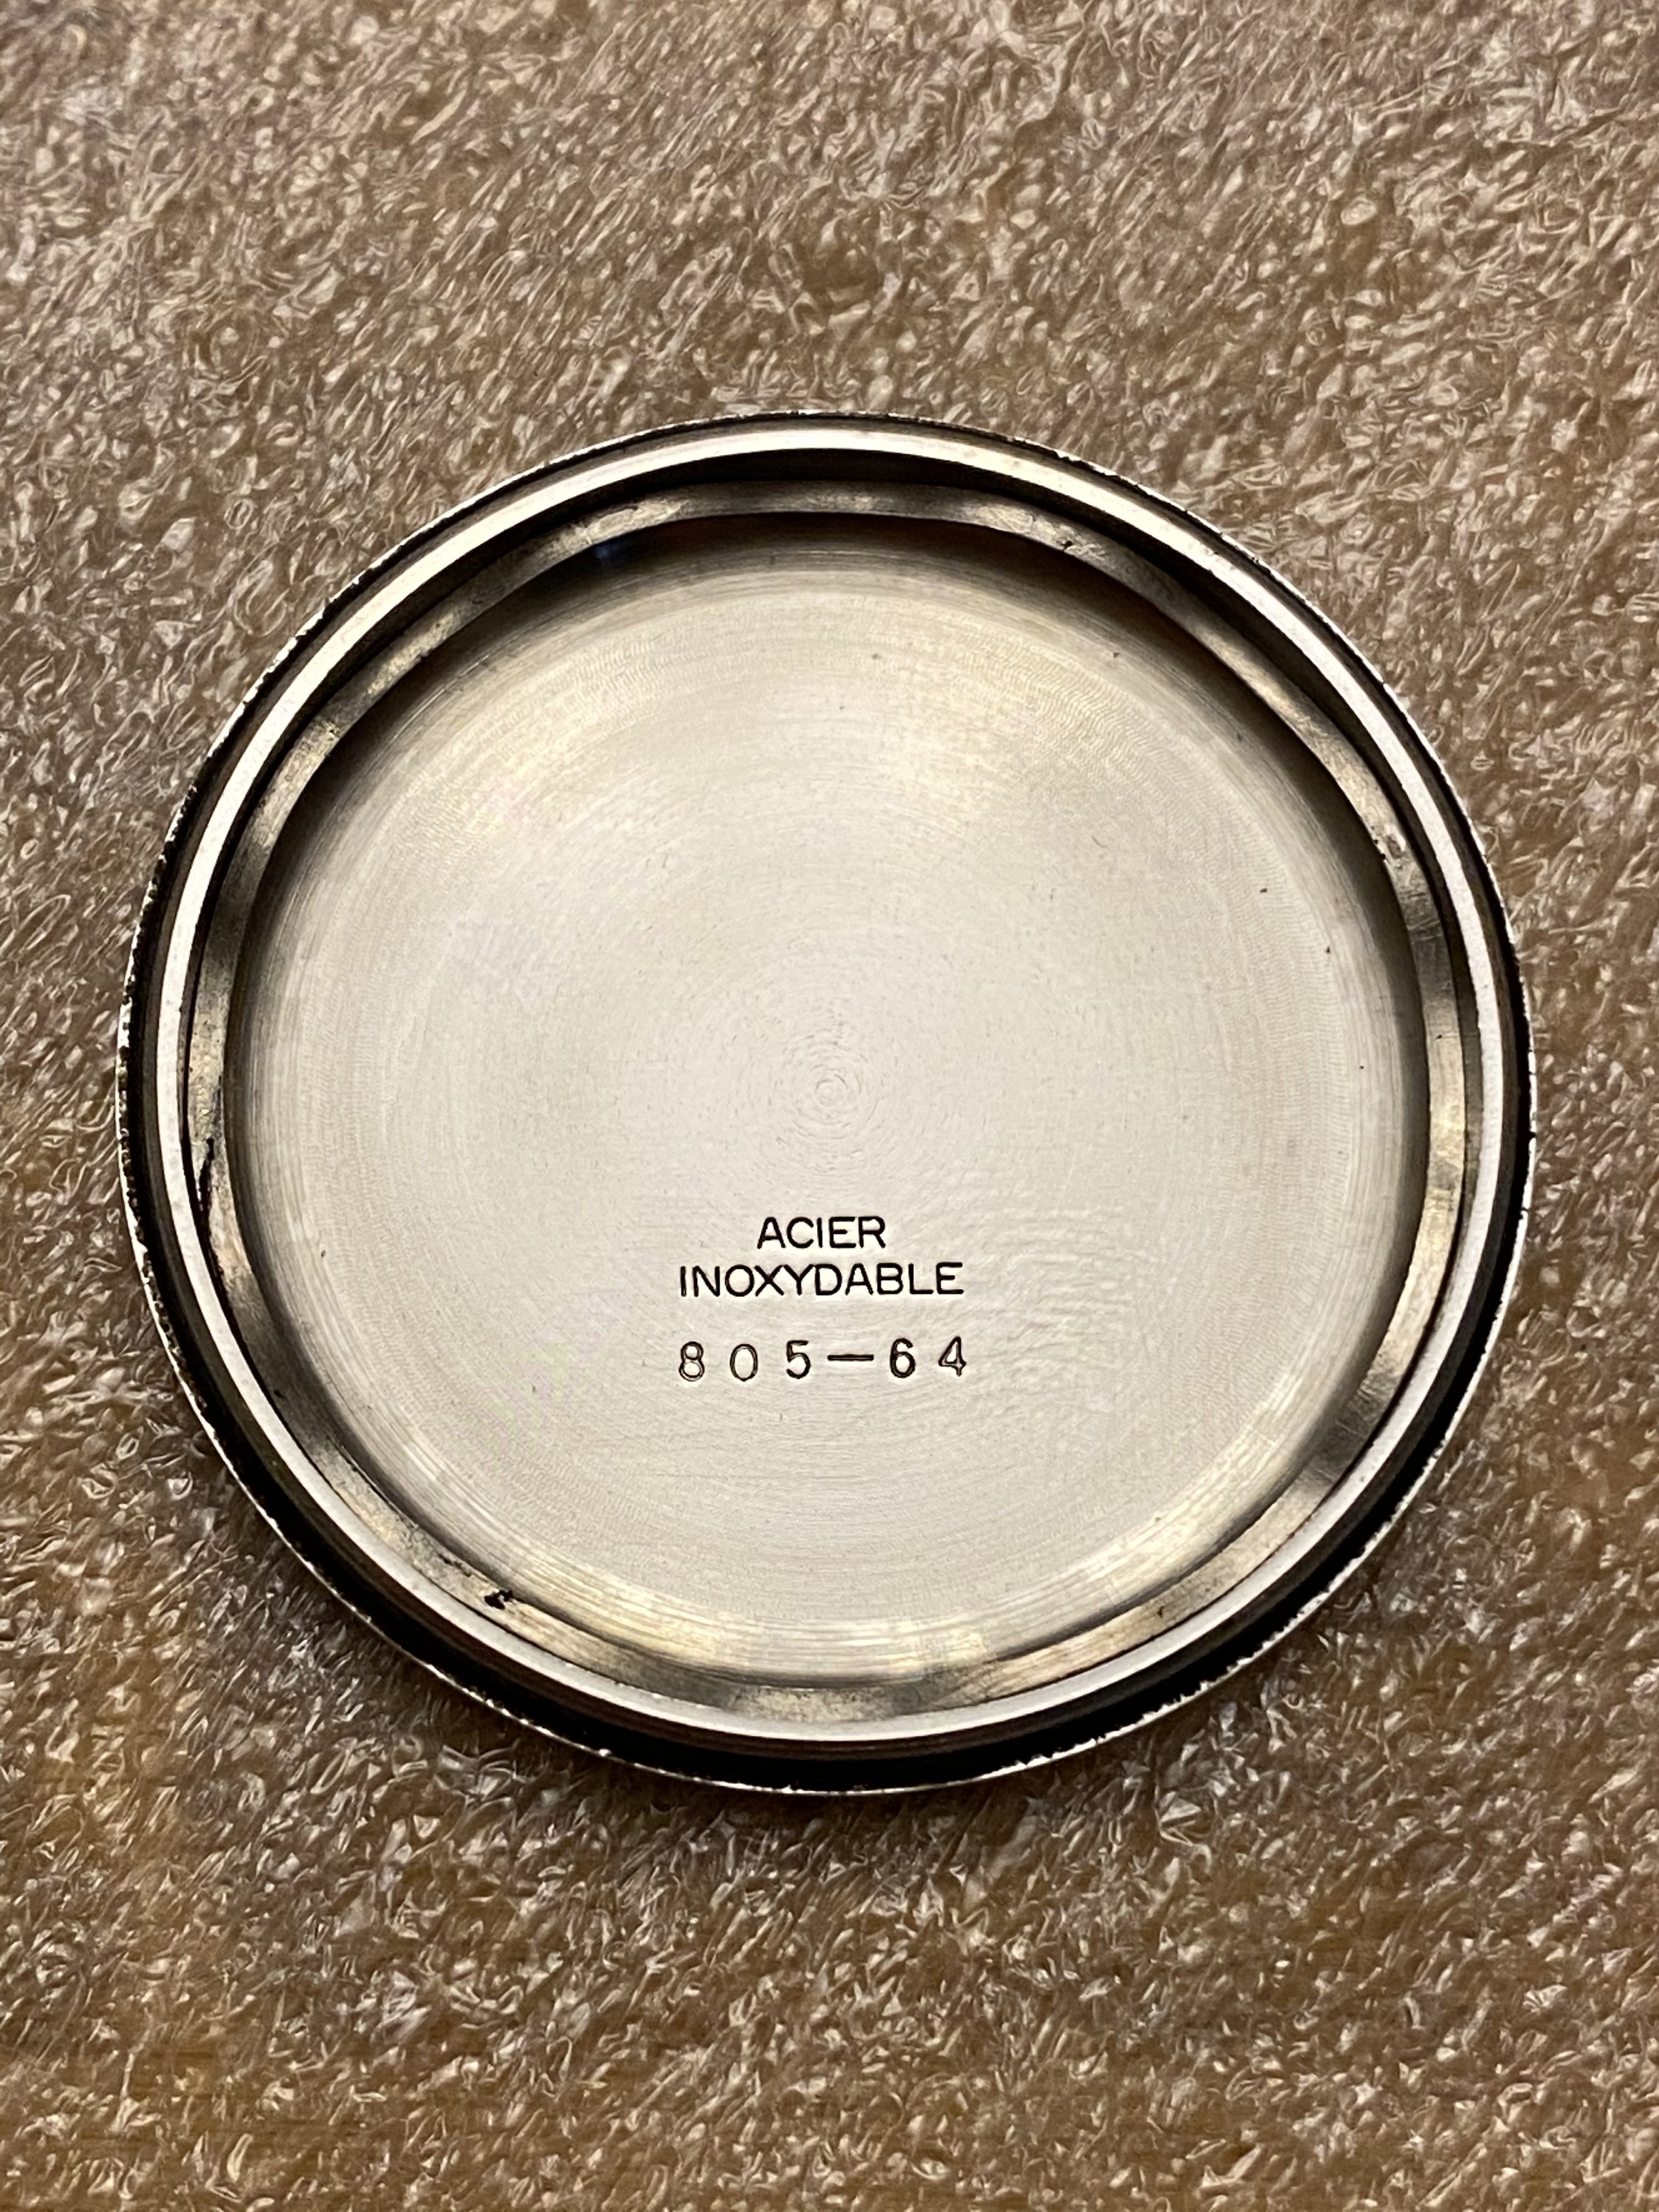 ACIER
INOXYDABLE
805-64